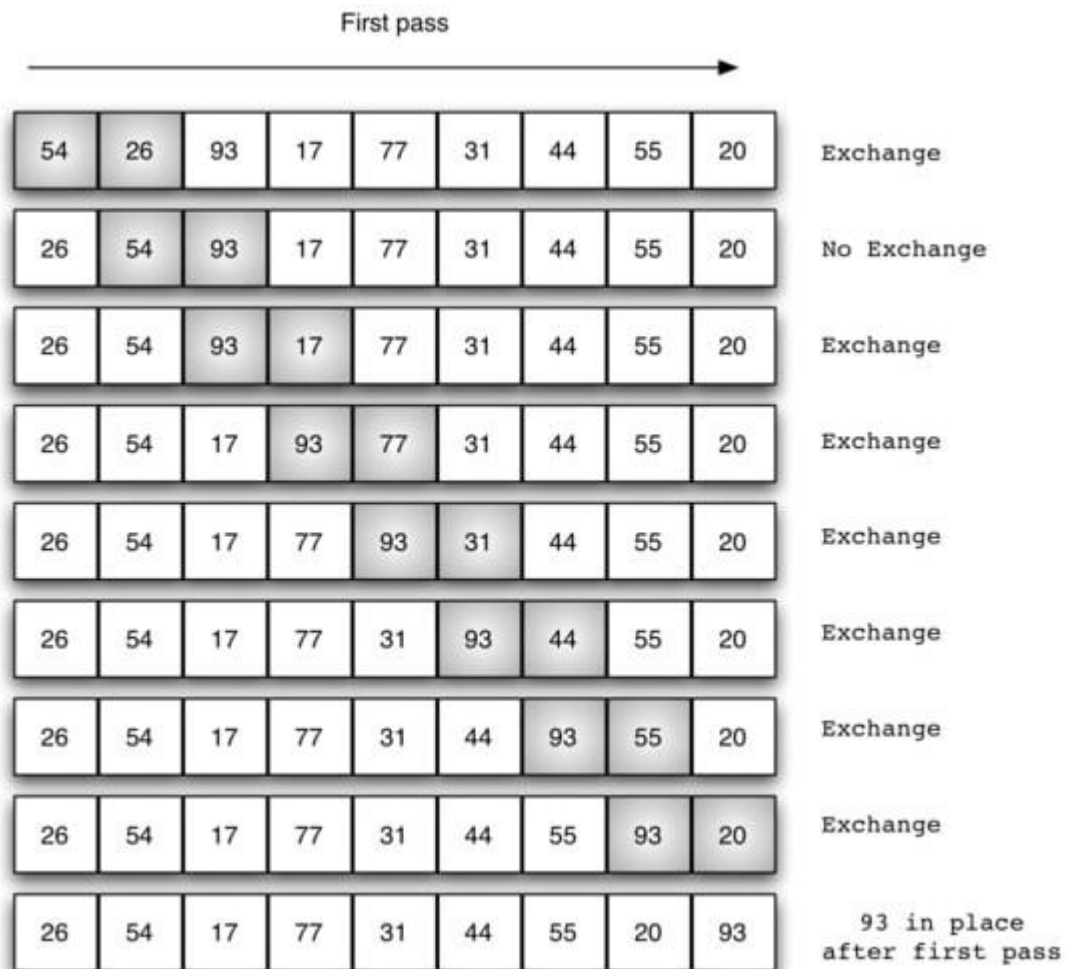 First pass
54 26 93 17 77 31 44 55 20 Exchange
26 54 93 17 77 31 44 55 20 No Exchange
26 54 93 17 77 31 44 55 20 Exchange
26 54 17 93 77 31 44 55 20 Exchange
26 54 17 77 93 31 44 55 20 Exchange
26 54 17 77 31 93 44 55 20 Exchange
26 54 17 77 31 44 93 55 20 Exchange
26 54 17 77 31 44 55 93 20 Exchange
26 54 17 77 31 44 55 20 93 93 in place
after first pass